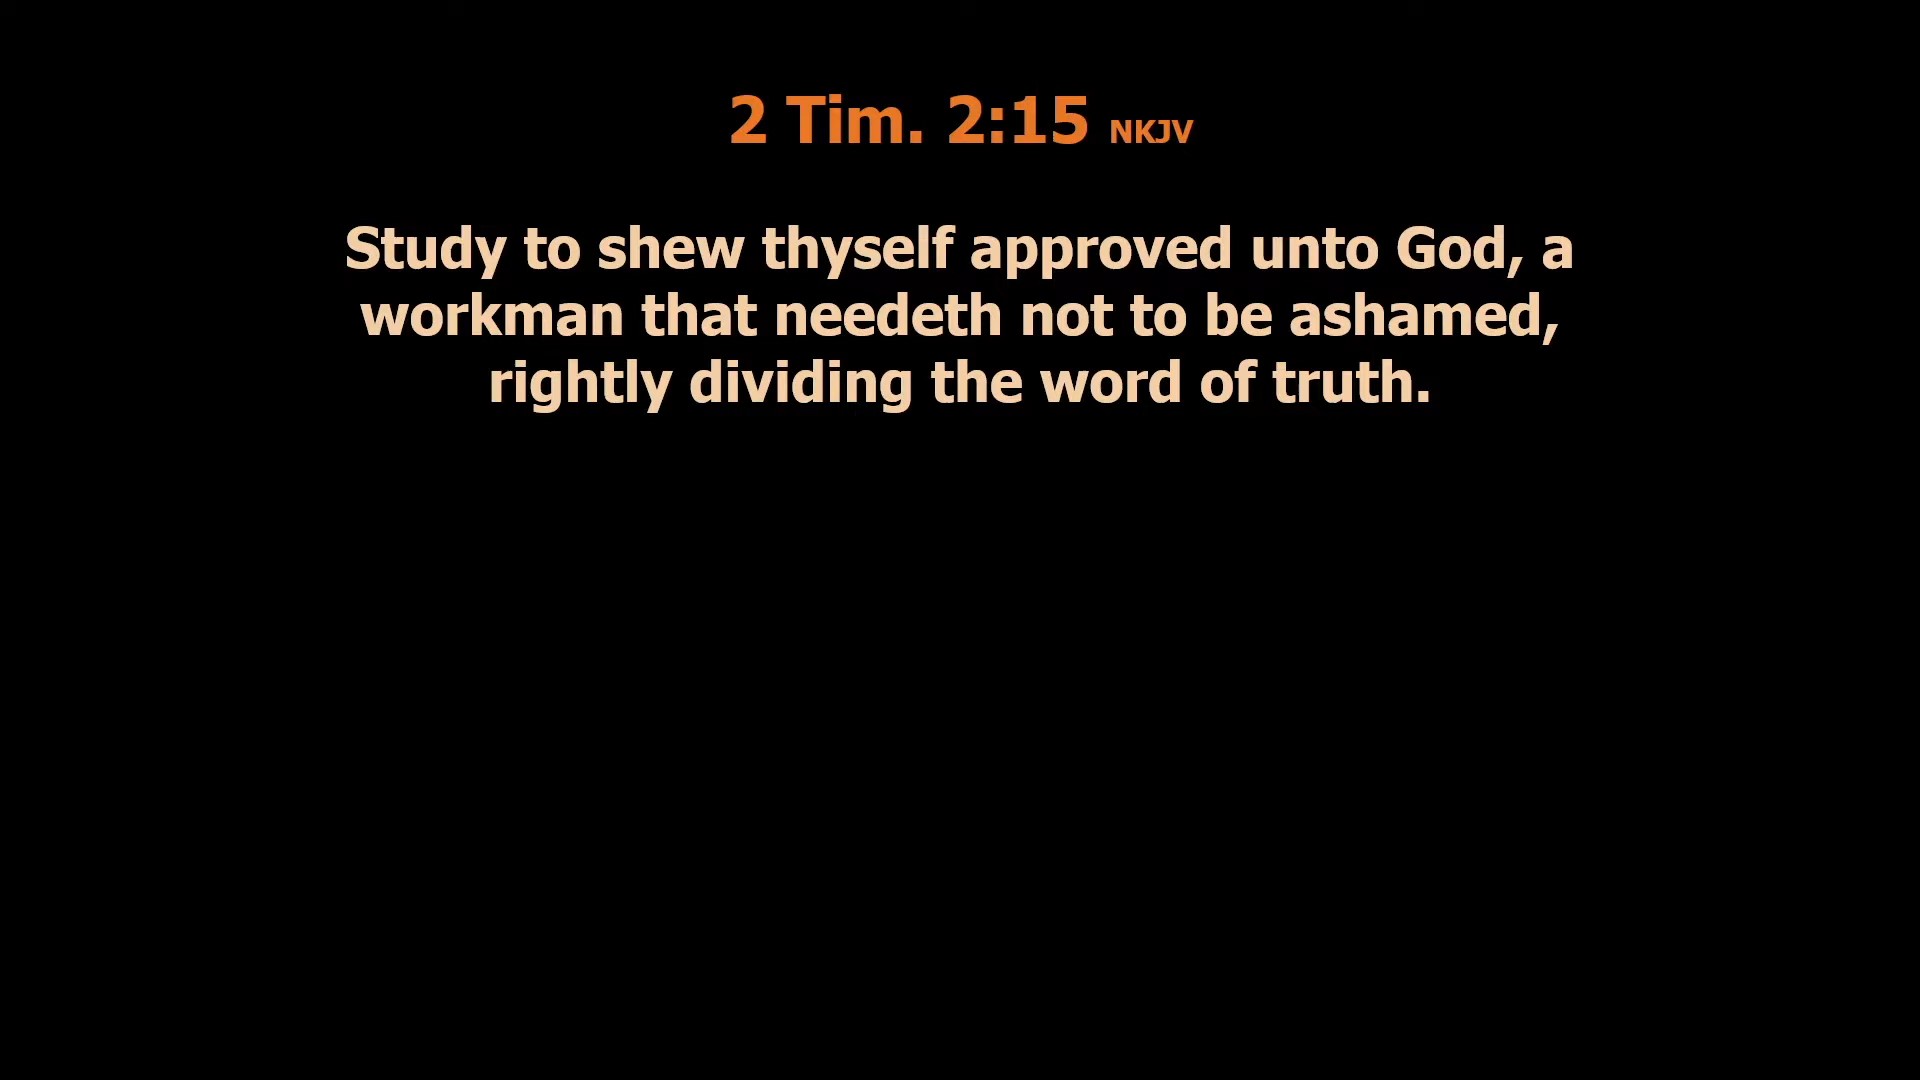 2 Tim. 2:15 NKJV
Study to shew thyself approved unto God, a
workman that needeth not to be ashamed,
rightly dividing the word of truth.